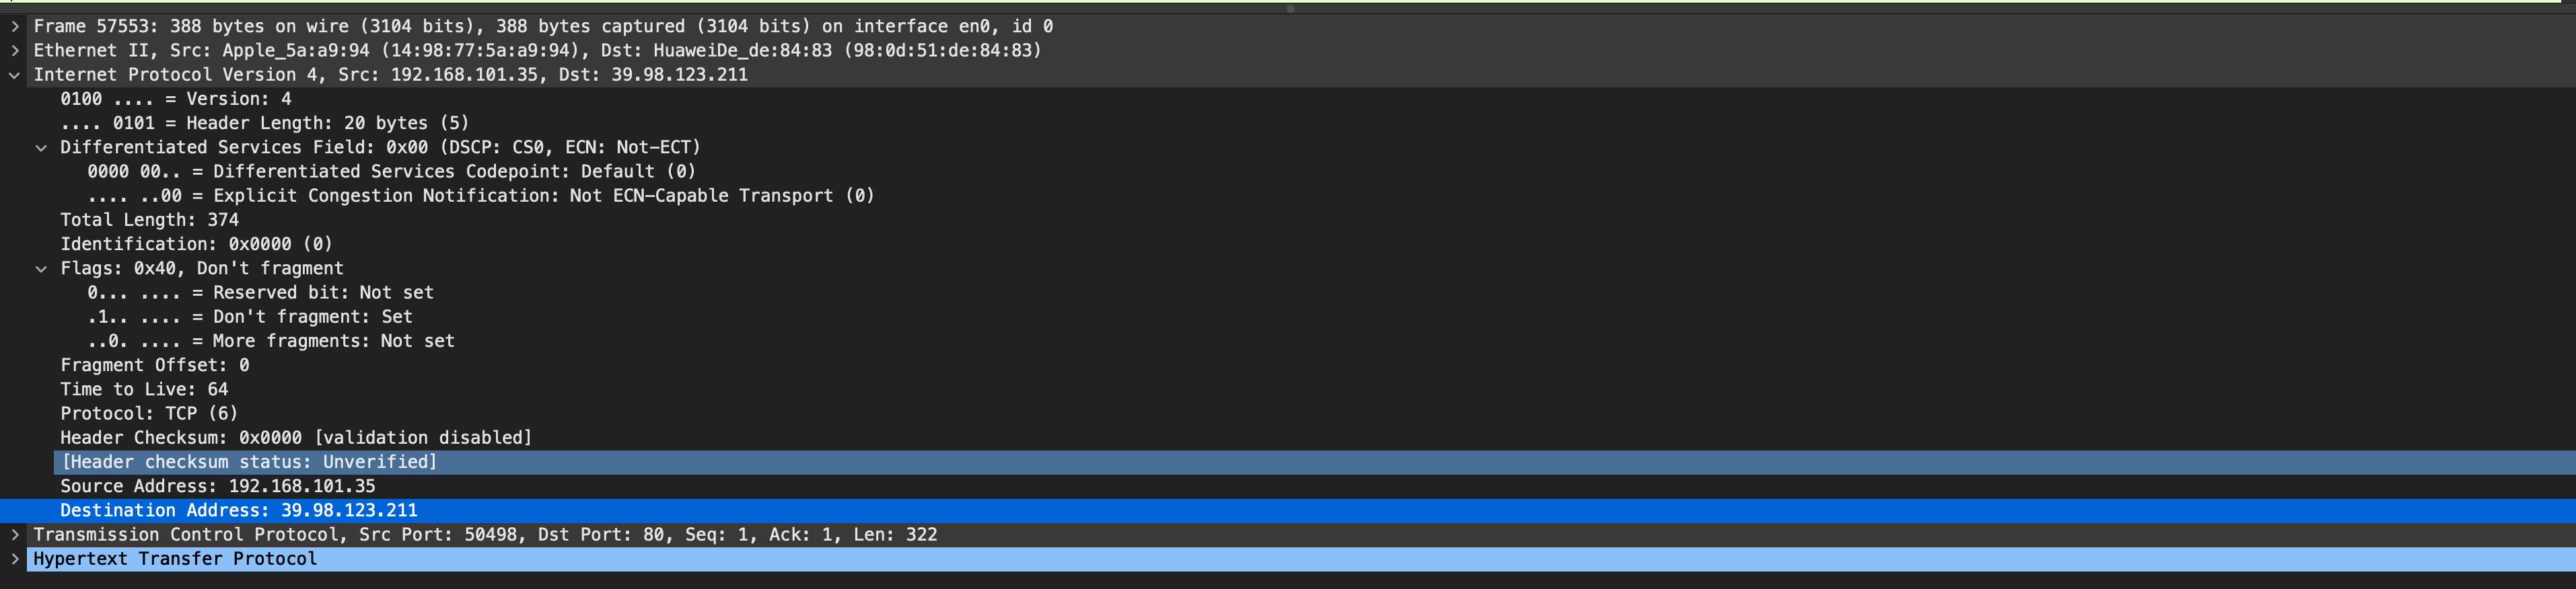 Frame 57553: 388 bytes on wire (3104 bits), 388 bytes captured (3104 bits) on interface en0, id 0
Ethernet II, Src: Apple_5a:a9:94 (14:98:77:5a:a9:94), Dst: HuaweiDe_de:84:83 (98:0d:51:de:84:83)
Internet Protocol Version 4, Src: 192.168.101.35, Dst: 39.98.123.211
0100 .... = Version: 4
.... 0101 = Header Length: 20 bytes (5)
Differentiated Services Field: 0x00 (DSCP: CS0, ECN: Not-ECT)
0000 00.. = Differentiated Services Codepoint: Default (0)
.... ..00 = Explicit Congestion Notification: Not ECN-Capable Transport (0)
Total Length: 374
Identification: 0x0000 (0)
Flags: 0x40, Don't fragment
0... .... = Reserved bit: Not set
.1.. .... = Don't fragment: Set
..0. .... = More fragments: Not set
Fragment Offset: 0
Time to Live: 64
Protocol: TCP (6)
Header Checksum: 0x0000 [validation disabled]
[Header checksum status: Unverified]
Source Address: 192.168.101.35
Destination Address: 39.98.123.211
Transmission Control Protocol, Src Port: 50498, Dst Port: 80, Seq: 1, Ack: 1, Len: 322
Hypertext Transfer Protocol